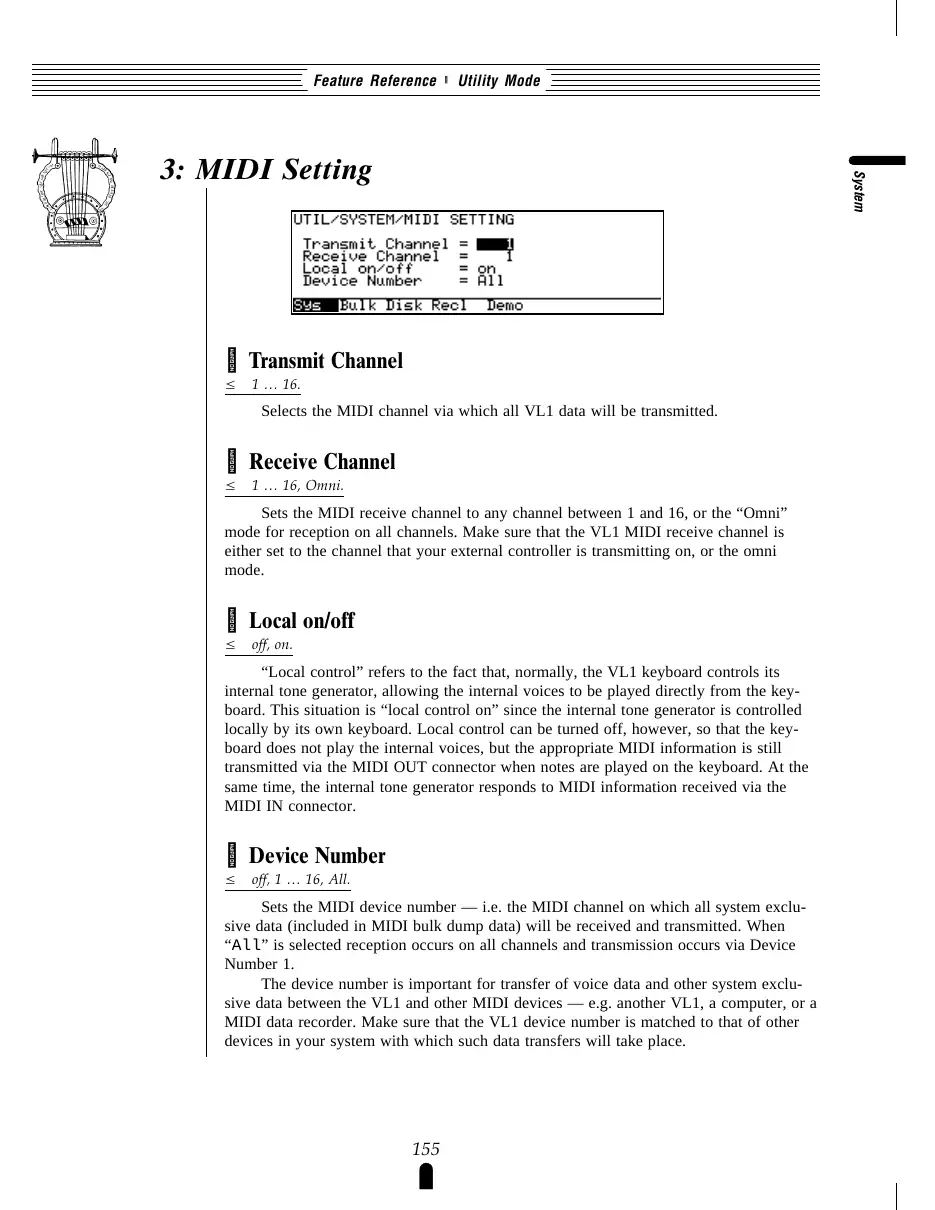 Feature Reference Utility Mode
System
3: MIDI Setting
UTIL/SYSTEM/MIDI SETTING
Transmit Channel = 1
Receive Channel = 1
Local on/off = on
Device Number = All
Sys Bulk Disk Recl Demo
Transmit Channel
≤ 1 … 16.
Selects the MIDI channel via which all VL1 data will be transmitted.
Receive Channel
≤ 1 … 16, Omni.
Sets the MIDI receive channel to any channel between 1 and 16, or the “Omni”
mode for reception on all channels. Make sure that the VL1 MIDI receive channel is
either set to the channel that your external controller is transmitting on, or the omni
mode.
Local on/off
≤ off, on.
“Local control” refers to the fact that, normally, the VL1 keyboard controls its
internal tone generator, allowing the internal voices to be played directly from the key-
board. This situation is “local control on” since the internal tone generator is controlled
locally by its own keyboard. Local control can be turned off, however, so that the key-
board does not play the internal voices, but the appropriate MIDI information is still
transmitted via the MIDI OUT connector when notes are played on the keyboard. At the
same time, the internal tone generator responds to MIDI information received via the
MIDI IN connector.
Device Number
≤ off, 1 … 16, All.
Sets the MIDI device number — i.e. the MIDI channel on which all system exclu-
sive data (included in MIDI bulk dump data) will be received and transmitted. When
“All” is selected reception occurs on all channels and transmission occurs via Device
Number 1.
The device number is important for transfer of voice data and other system exclu-
sive data between the VL1 and other MIDI devices — e.g. another VL1, a computer, or a
MIDI data recorder. Make sure that the VL1 device number is matched to that of other
devices in your system with which such data transfers will take place.
155